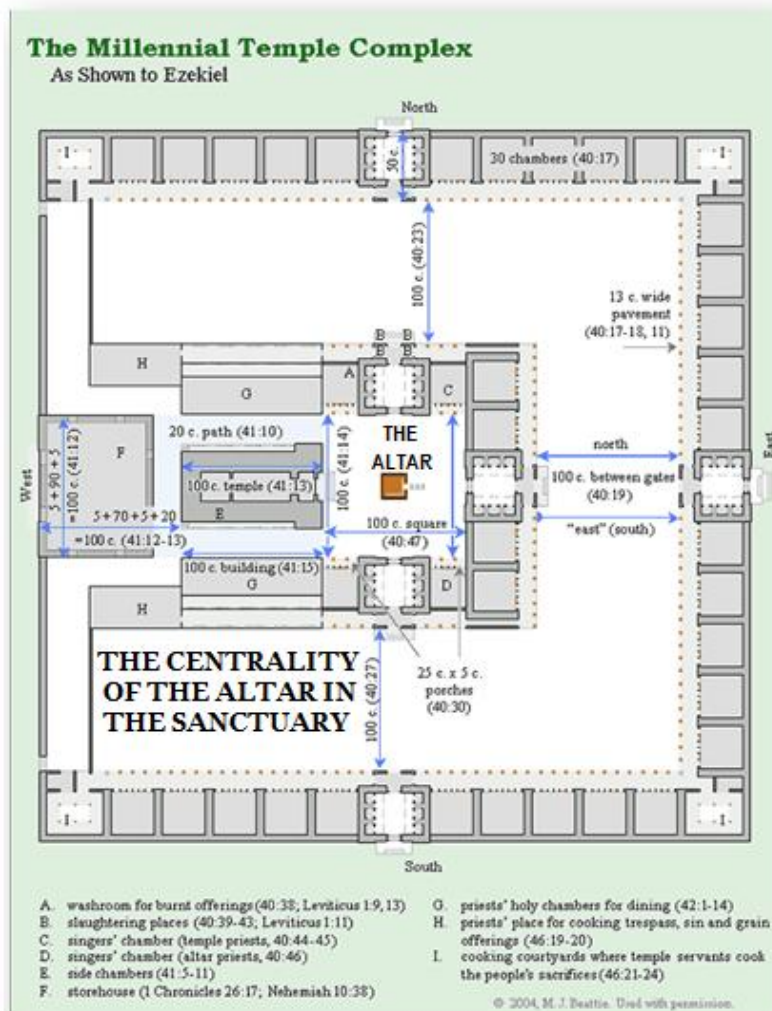 The Millennial Temple Complex
As Shown to Ezekiel
North
I
50 c.
30 chambers (40:17)
I
100 c. (40:23)
13 c. wide
pavement
(40:17-18, 11)
B B
B B
H
A
C
G
THE
ALTAR
20 c. path (41:10)
100 c. (41:14)
F
5 + 90 + 5
=100 c. (41:12)
West
100 c. temple (41:13)
north
100 c. between gates
(40:19)
East
E
5 + 70 + 5 + 20
=100 c. (41:12-13)
100 c. square
(40:47)
"east" (south)
100 c. building (41:15)
G
D
H
THE CENTRALITY
OF THE ALTAR IN
THE SANCTUARY
100 c. (40:27)
25 c. x 5 c.
porches
(40:30)
I
I
South
A. washroom for burnt offerings (40:38; Leviticus 1:9, 13)
B. slaughtering places (40:39-43; Leviticus 1:11)
C. singers' chamber (temple priests, 40:44-45)
D. singers' chamber (altar priests, 40:46)
E. side chambers (41:5-11)
F. storehouse (1 Chronicles 26:17; Nehemiah 10:38)
G. priests' holy chambers for dining (42:1-14)
H. priests' place for cooking trespass, sin and grain
offerings (46:19-20)
I. cooking courtyards where temple servants cook
the people's sacrifices (46:21-24)
© 2004, M. J. Beattie. Used with permission.